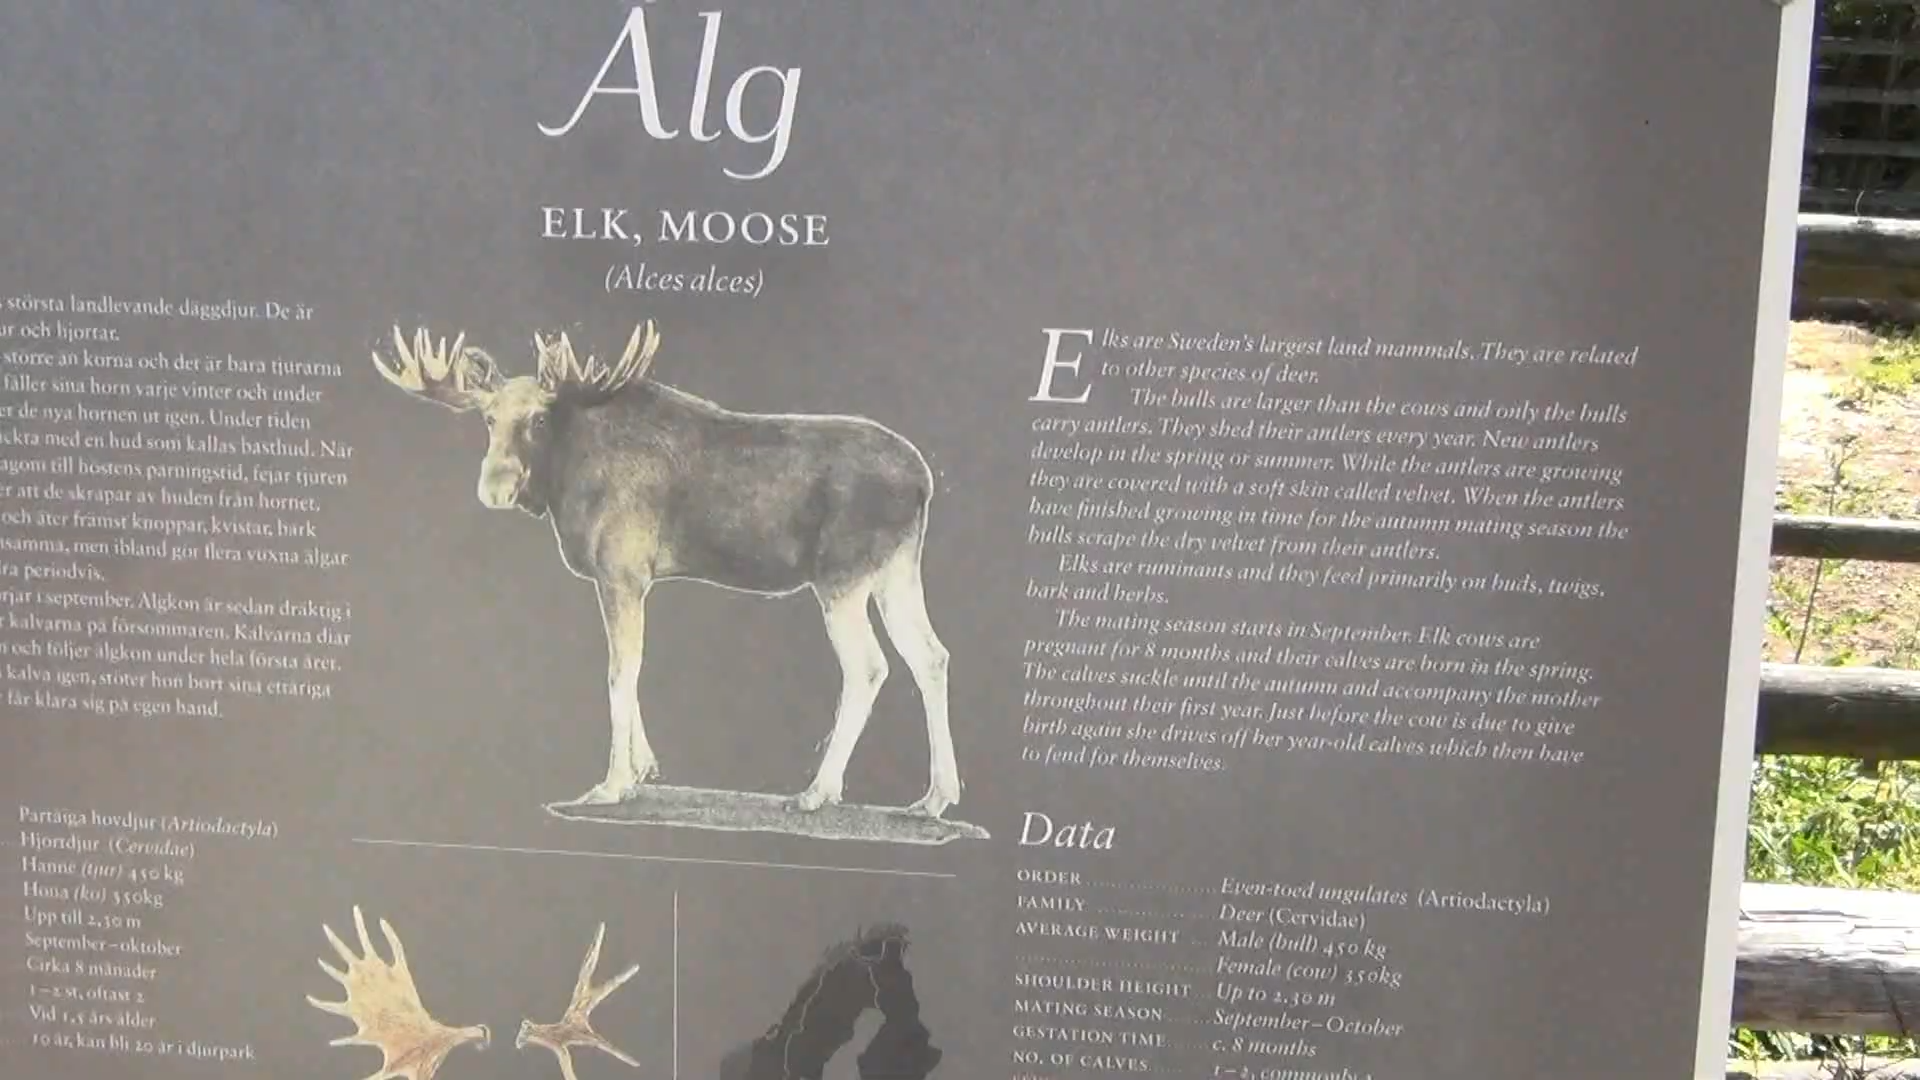 Älg
ELK, MOOSE
(Alces alces)
största landlevande däggdjur. De är
och hjortar.
större än korna och det är bara tjurarna
fäller sina horn varje vinter och under
de nya hornen ut igen. Under tiden
med en hud som kallas basthud. När
till höstens parningstid, fejar tjuren
att de skrapar av huden från hornet.
och äter främst knoppar, kvistar, bark
men ibland gör flera vuxna älgar
periodvis.
i september. Älgkon är sedan dräktig i
kalvarna på försommaren. Kalvarna diar
och följer älgkon under hela första året.
kalva igen, stöter hon bort sina ettåriga
får klara sig på egen hand.
Partåiga hovdjur (Artiodactyla)
Hjortdjur (Cervidae)
Hanne (tjur) 450 kg
Hona (ko) 350kg
Upp till 2,30 m
September–oktober
Cirka 8 månader
1–2 st, oftast 2
Vid 1,5 års ålder
10 år, kan bli 20 år i djurpark
Elks are Sweden's largest land mammals. They are related
to other species of deer.
The bulls are larger than the cows and only the bulls
carry antlers. They shed their antlers every year. New antlers
develop in the spring or summer. While the antlers are growing
they are covered with a soft skin called velvet. When the antlers
have finished growing in time for the autumn mating season the
bulls scrape the dry velvet from their antlers.
Elks are ruminants and they feed primarily on buds, twigs,
bark and herbs.
The mating season starts in September. Elk cows are
pregnant for 8 months and their calves are born in the spring.
The calves suckle until the autumn and accompany the mother
throughout their first year. Just before the cow is due to give
birth again she drives off her year-old calves which then have
to fend for themselves.
Data
ORDER Even-toed ungulates (Artiodactyla)
FAMILY Deer (Cervidae)
AVERAGE WEIGHT Male (bull) 450 kg
Female (cow) 350kg
SHOULDER HEIGHT Up to 2.30 m
MATING SEASON September–October
GESTATION TIME c. 8 months
NO. OF CALVES 1–2, commonly 2